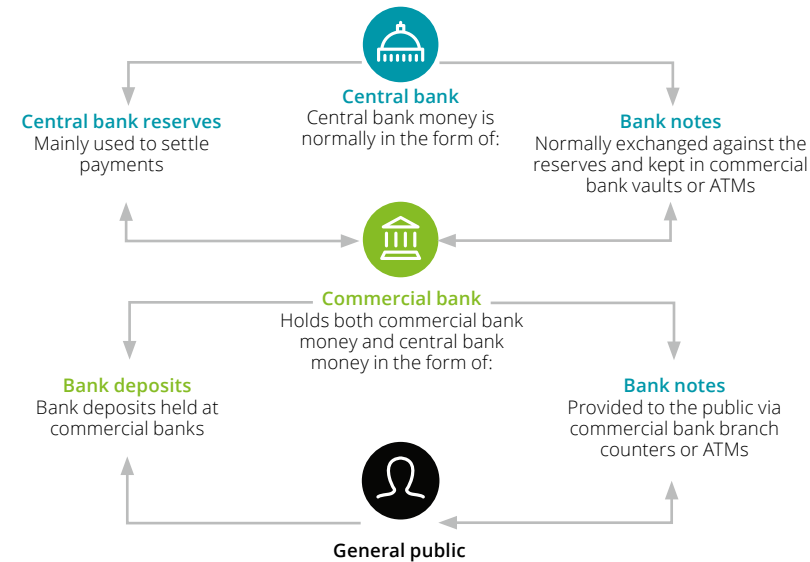 Central bank
Central bank money is
normally in the form of:
Central bank reserves
Mainly used to settle
payments
Bank notes
Normally exchanged against the
reserves and kept in commercial
bank vaults or ATMs
Commercial bank
Holds both commercial bank
money and central bank
money in the form of:
Bank deposits
Bank deposits held at
commercial banks
Bank notes
Provided to the public via
commercial bank branch
counters or ATMs
General public